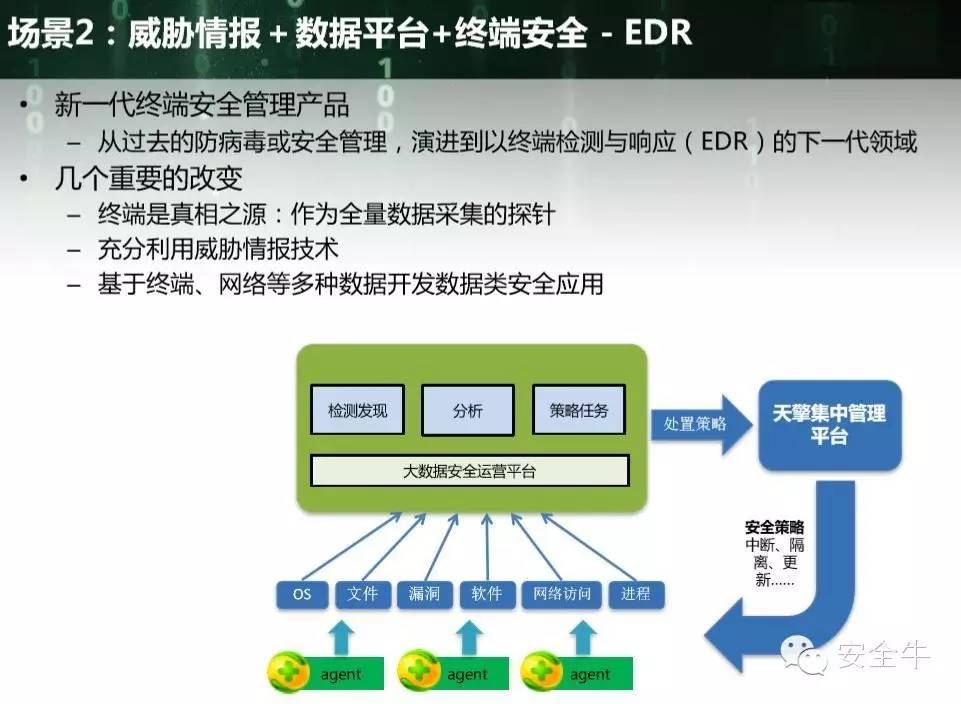 场景2：威胁情报＋数据平台+终端安全 - EDR
• 新一代终端安全管理产品
– 从过去的防病毒或安全管理，演进到以终端检测与响应（EDR）的下一代领域
• 几个重要的改变
– 终端是真相之源：作为全量数据采集的探针
– 充分利用威胁情报技术
– 基于终端、网络等多种数据开发数据类安全应用
检测发现
分析
策略任务
大数据安全运营平台
处置策略
天擎集中管理
平台
安全策略
中断、隔
离、更
新......
OS
文件
漏洞
软件
网络访问
进程
agent
agent
agent
安全牛